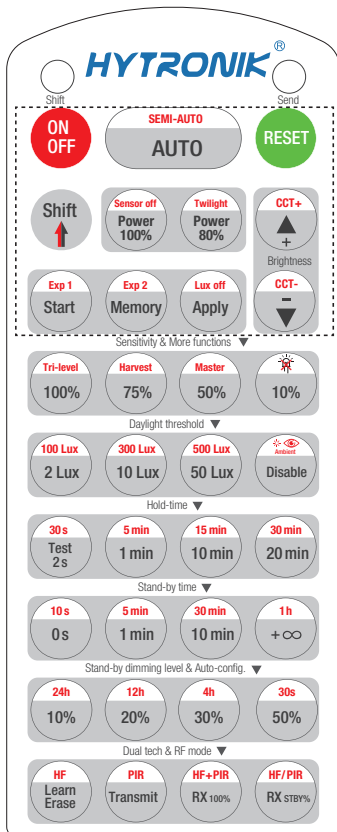 HYTRONIK®
Shift Send
ON
OFF
SEMI-AUTO
AUTO
RESET
Shift
Sensor off
Power
100%
Twilight
Power
80%
CCT+
+
Brightness
CCT-
-
Exp 1
Start
Exp 2
Memory
Lux off
Apply
Sensitivity & More functions ▼
Tri-level
100%
Harvest
75%
Master
50%
10%
Daylight threshold ▼
100 Lux
2 Lux
300 Lux
10 Lux
500 Lux
50 Lux
Ambient
Disable
Hold-time ▼
30 s
Test
2 s
5 min
1 min
15 min
10 min
30 min
20 min
Stand-by time ▼
10 s
0 s
5 min
1 min
30 min
10 min
1 h
+∞
Stand-by dimming level & Auto-config. ▼
24h
10%
12h
20%
4h
30%
30s
50%
Dual tech & RF mode ▼
HF
Learn
Erase
PIR
Transmit
HF+PIR
RX 100%
HF/PIR
RX STBY%